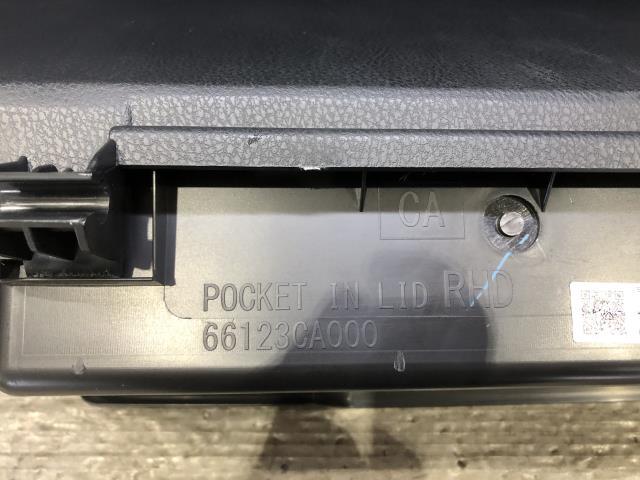 CA
POCKET IN LID RHD
66123CA000